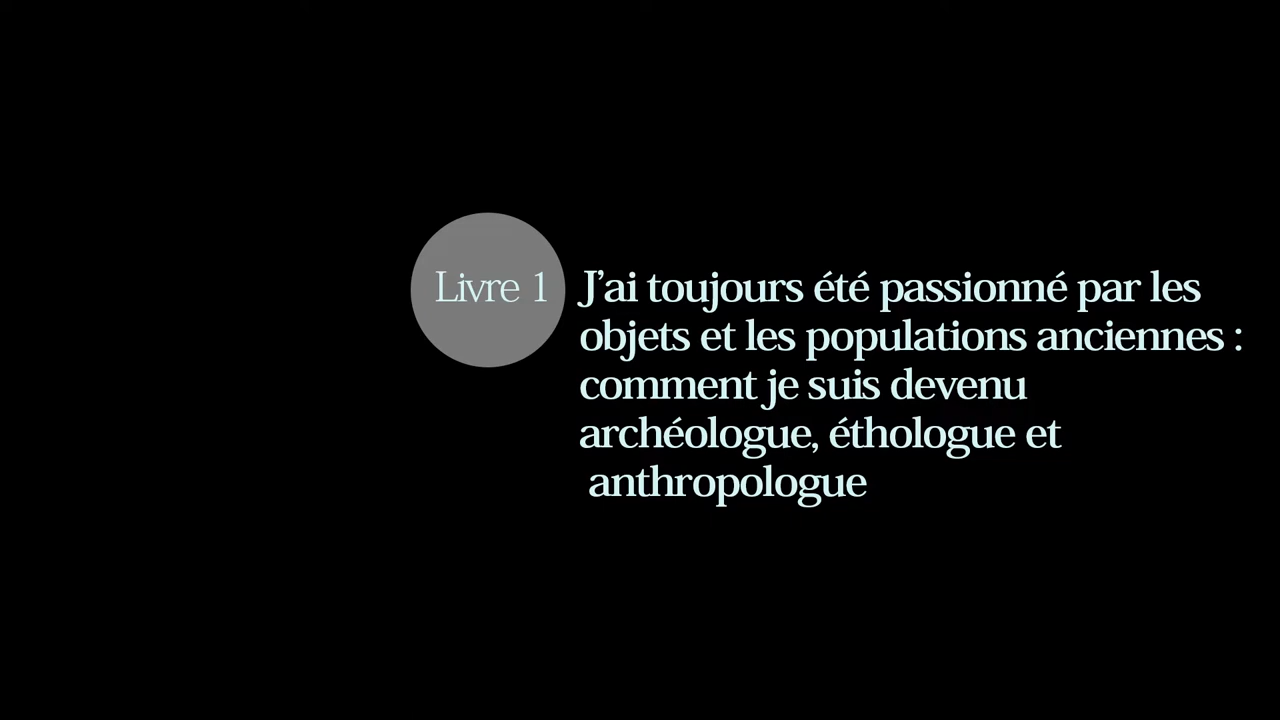 Livre 1
J’ai toujours été passionné par les
objets et les populations anciennes :
comment je suis devenu
archéologue, éthologue et
anthropologue